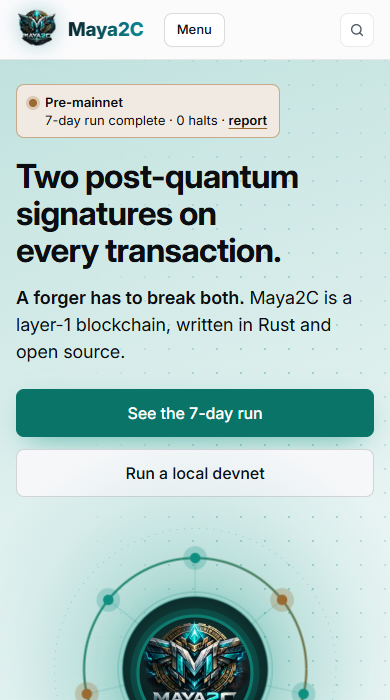 MAYA2C
Maya2C
Menu
Pre-mainnet
7-day run complete · 0 halts · report
Two post-quantum
signatures on
every transaction.
A forger has to break both. Maya2C is a
layer-1 blockchain, written in Rust and
open source.
See the 7-day run
Run a local devnet
MAYA2C